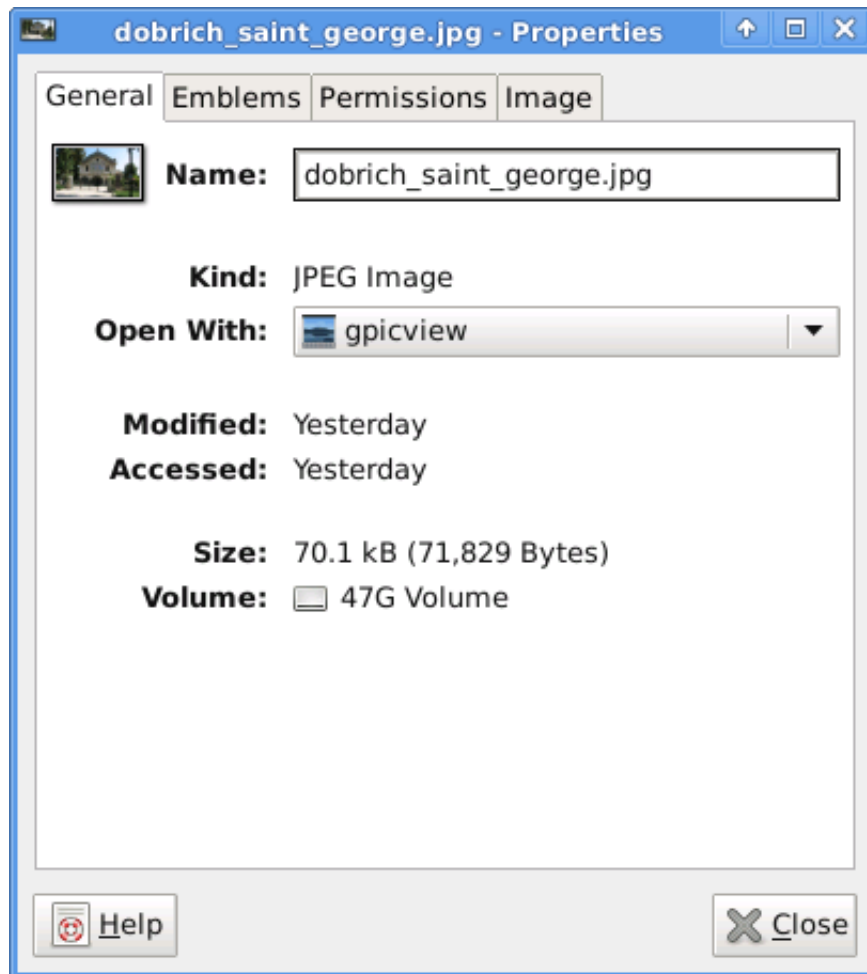 dobrich_saint_george.jpg - Properties
General Emblems Permissions Image
Name: dobrich_saint_george.jpg
Kind: JPEG Image
Open With: gpicview
Modified: Yesterday
Accessed: Yesterday
Size: 70.1 kB (71,829 Bytes)
Volume: 47G Volume
Help Close